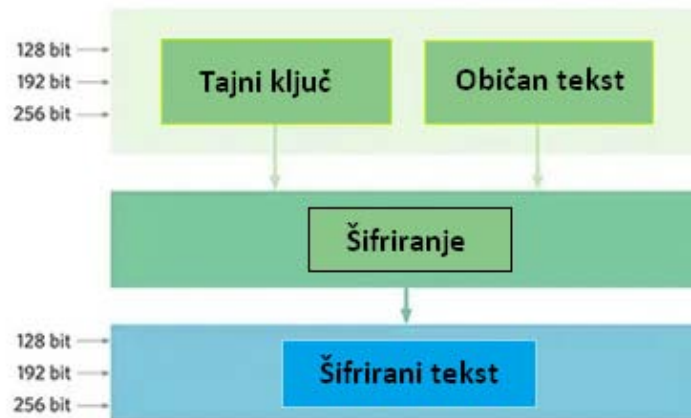 128 bit
192 bit
256 bit
Tajni ključ
Običan tekst
Šifriranje
128 bit
192 bit
256 bit
Šifrirani tekst